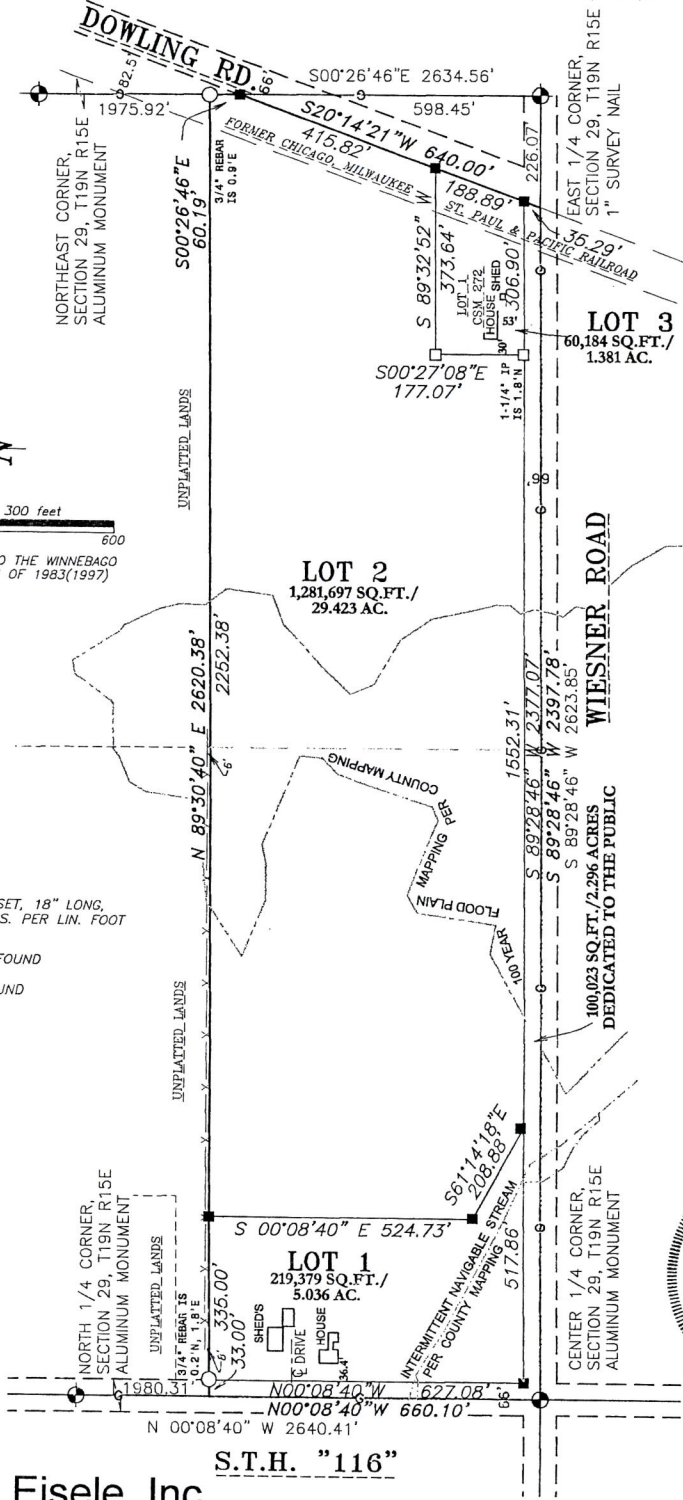 DOWLING RD.
66'
82.5'
S00°26'46"E 2634.56'
1975.92'
598.45'
S20°14'21"W 640.00'
415.82'
FORMER CHICAGO, MILWAUKEE
ST. PAUL & PACIFIC RAILROAD
188.89'
35.29'
226.07'
EAST 1/4 CORNER,
SECTION 29, T19N R15E
1" SURVEY NAIL
NORTHEAST CORNER,
SECTION 29, T19N R15E
ALUMINUM MONUMENT
S00°26'46"E
60.19'
3/4" REBAR
IS 0.9'E
S 89°32'52" W
373.64'
LOT 1
CSM 272
HOUSE SHED
53'
30'
306.90'
S00°27'08"E
177.07'
1-1/4" IP
IS 1.8'N
LOT 3
60,184 SQ.FT./
1.381 AC.
UNPLATTED LANDS
N
300 feet
600
O THE WINNEBAGO
OF 1983(1997)
66'
WIESNER ROAD
LOT 2
1,281,697 SQ.FT./
29.423 AC.
N 89°30'40" E 2620.38'
2252.38'
6'
1552.31'
S 89°28'46" W 2377.07'
S 89°28'46" W 2397.78'
S 89°28'46" W 2623.85'
100 YEAR FLOOD PLAIN MAPPING PER COUNTY MAPPING
100,023 SQ.FT./2.296 ACRES
DEDICATED TO THE PUBLIC
SET, 18" LONG,
S. PER LIN. FOOT
FOUND
UND
UNPLATTED LANDS
S61°14'18"E
208.88'
S 00°08'40" E 524.73'
LOT 1
219,379 SQ.FT./
5.036 AC.
517.86'
INTERMITTENT NAVIGABLE STREAM
PER COUNTY MAPPING
NORTH 1/4 CORNER,
SECTION 29, T19N R15E
ALUMINUM MONUMENT
UNPLATTED LANDS
3/4" REBAR IS
0.2'N, 1.8'E
6'
335.00'
33.00'
SHED'S
HOUSE
℄ DRIVE
36.4'
CENTER 1/4 CORNER,
SECTION 29, T19N R15E
ALUMINUM MONUMENT
1980.31'
N00°08'40"W 627.08'
66'
N00°08'40"W 660.10'
N 00°08'40" W 2640.41'
S.T.H. "116"
Eisele, Inc